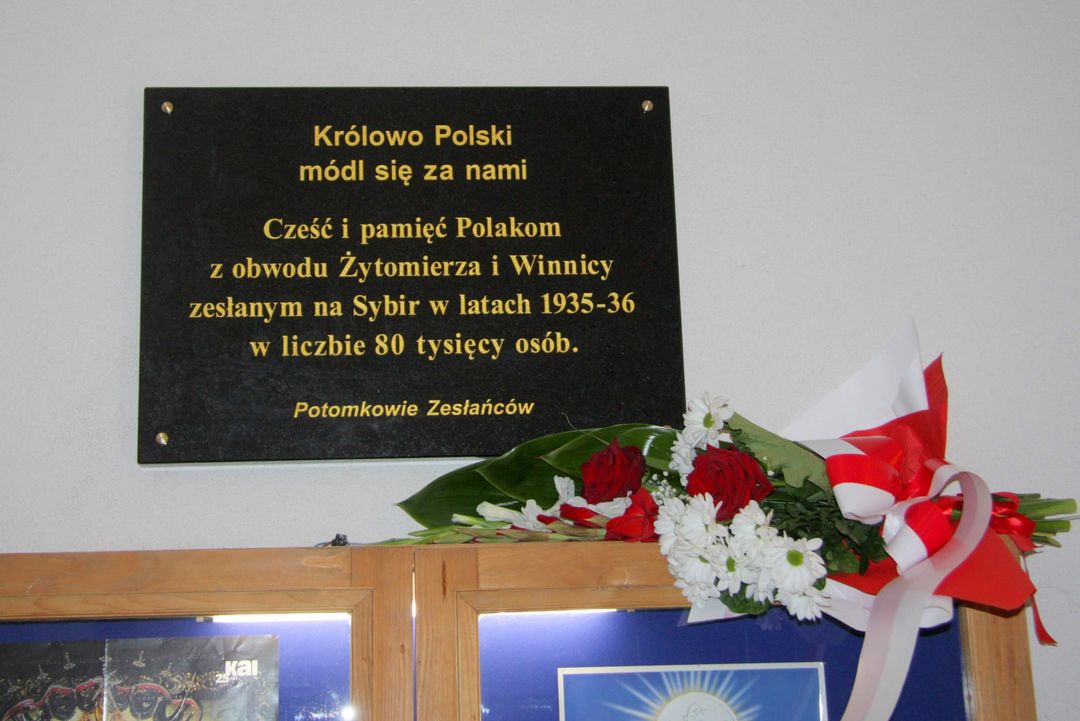 Królowo Polski
módl się za nami
Cześć i pamięć Polakom
z obwodu Żytomierza i Winnicy
zesłanym na Sybir w latach 1935-36
w liczbie 80 tysięcy osób.
Potomkowie Zesłańców
KAI
25